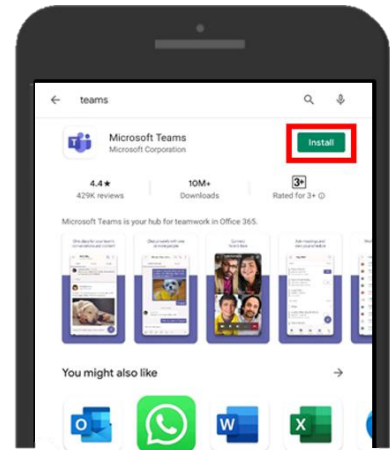 teams
Microsoft Teams
Microsoft Corporation
Install
4.4★
429K reviews
10M+
Downloads
3+
Rated for 3+
Microsoft Teams is your hub for teamwork in Office 365.
You might also like